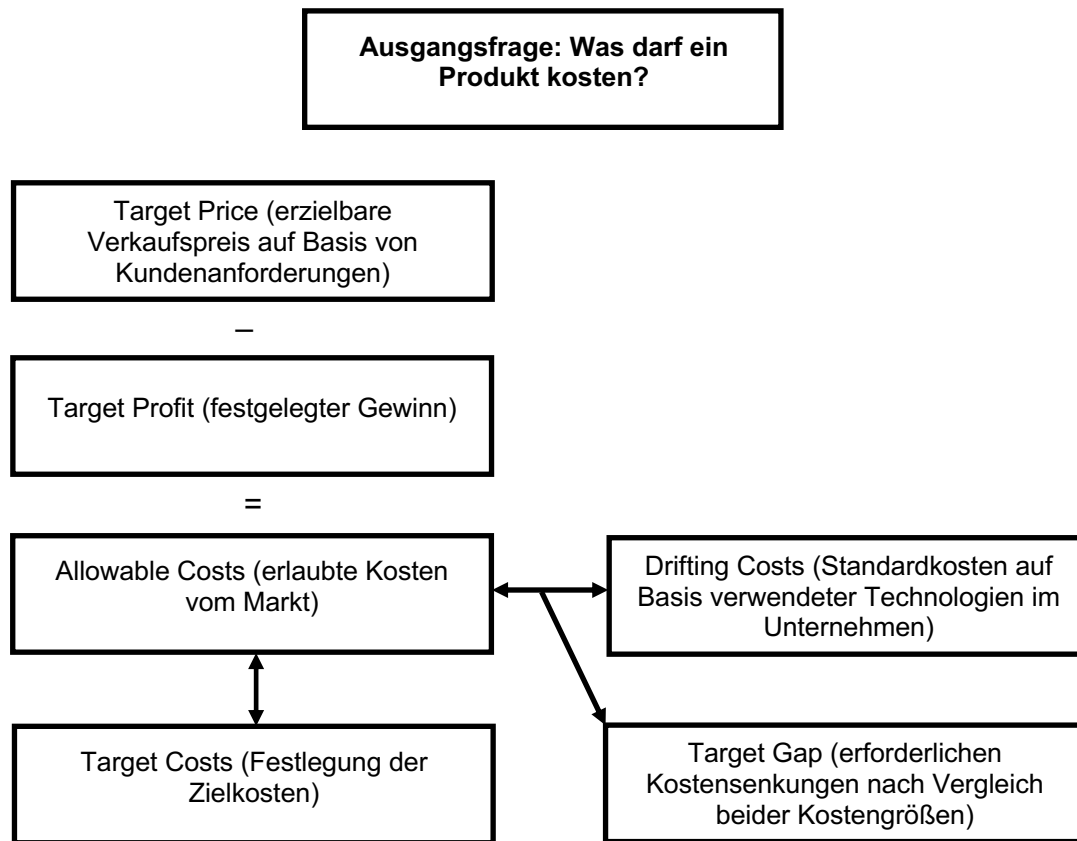 Ausgangsfrage: Was darf ein
Produkt kosten?
Target Price (erzielbare
Verkaufspreis auf Basis von
Kundenanforderungen)
–
Target Profit (festgelegter Gewinn)
=
Allowable Costs (erlaubte Kosten
vom Markt)
Drifting Costs (Standardkosten auf
Basis verwendeter Technologien im
Unternehmen)
Target Costs (Festlegung der
Zielkosten)
Target Gap (erforderlichen
Kostensenkungen nach Vergleich
beider Kostengrößen)